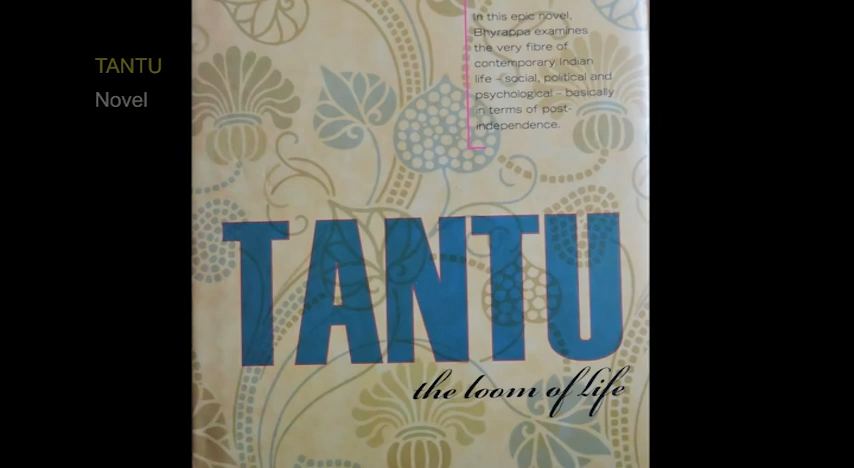 TANTU
Novel
In this epic novel,
Bhyrappa examines
the very fibre of
contemporary Indian
life – social, political and
psychological – basically
in terms of post-
independence.
TANTU
the loom of life